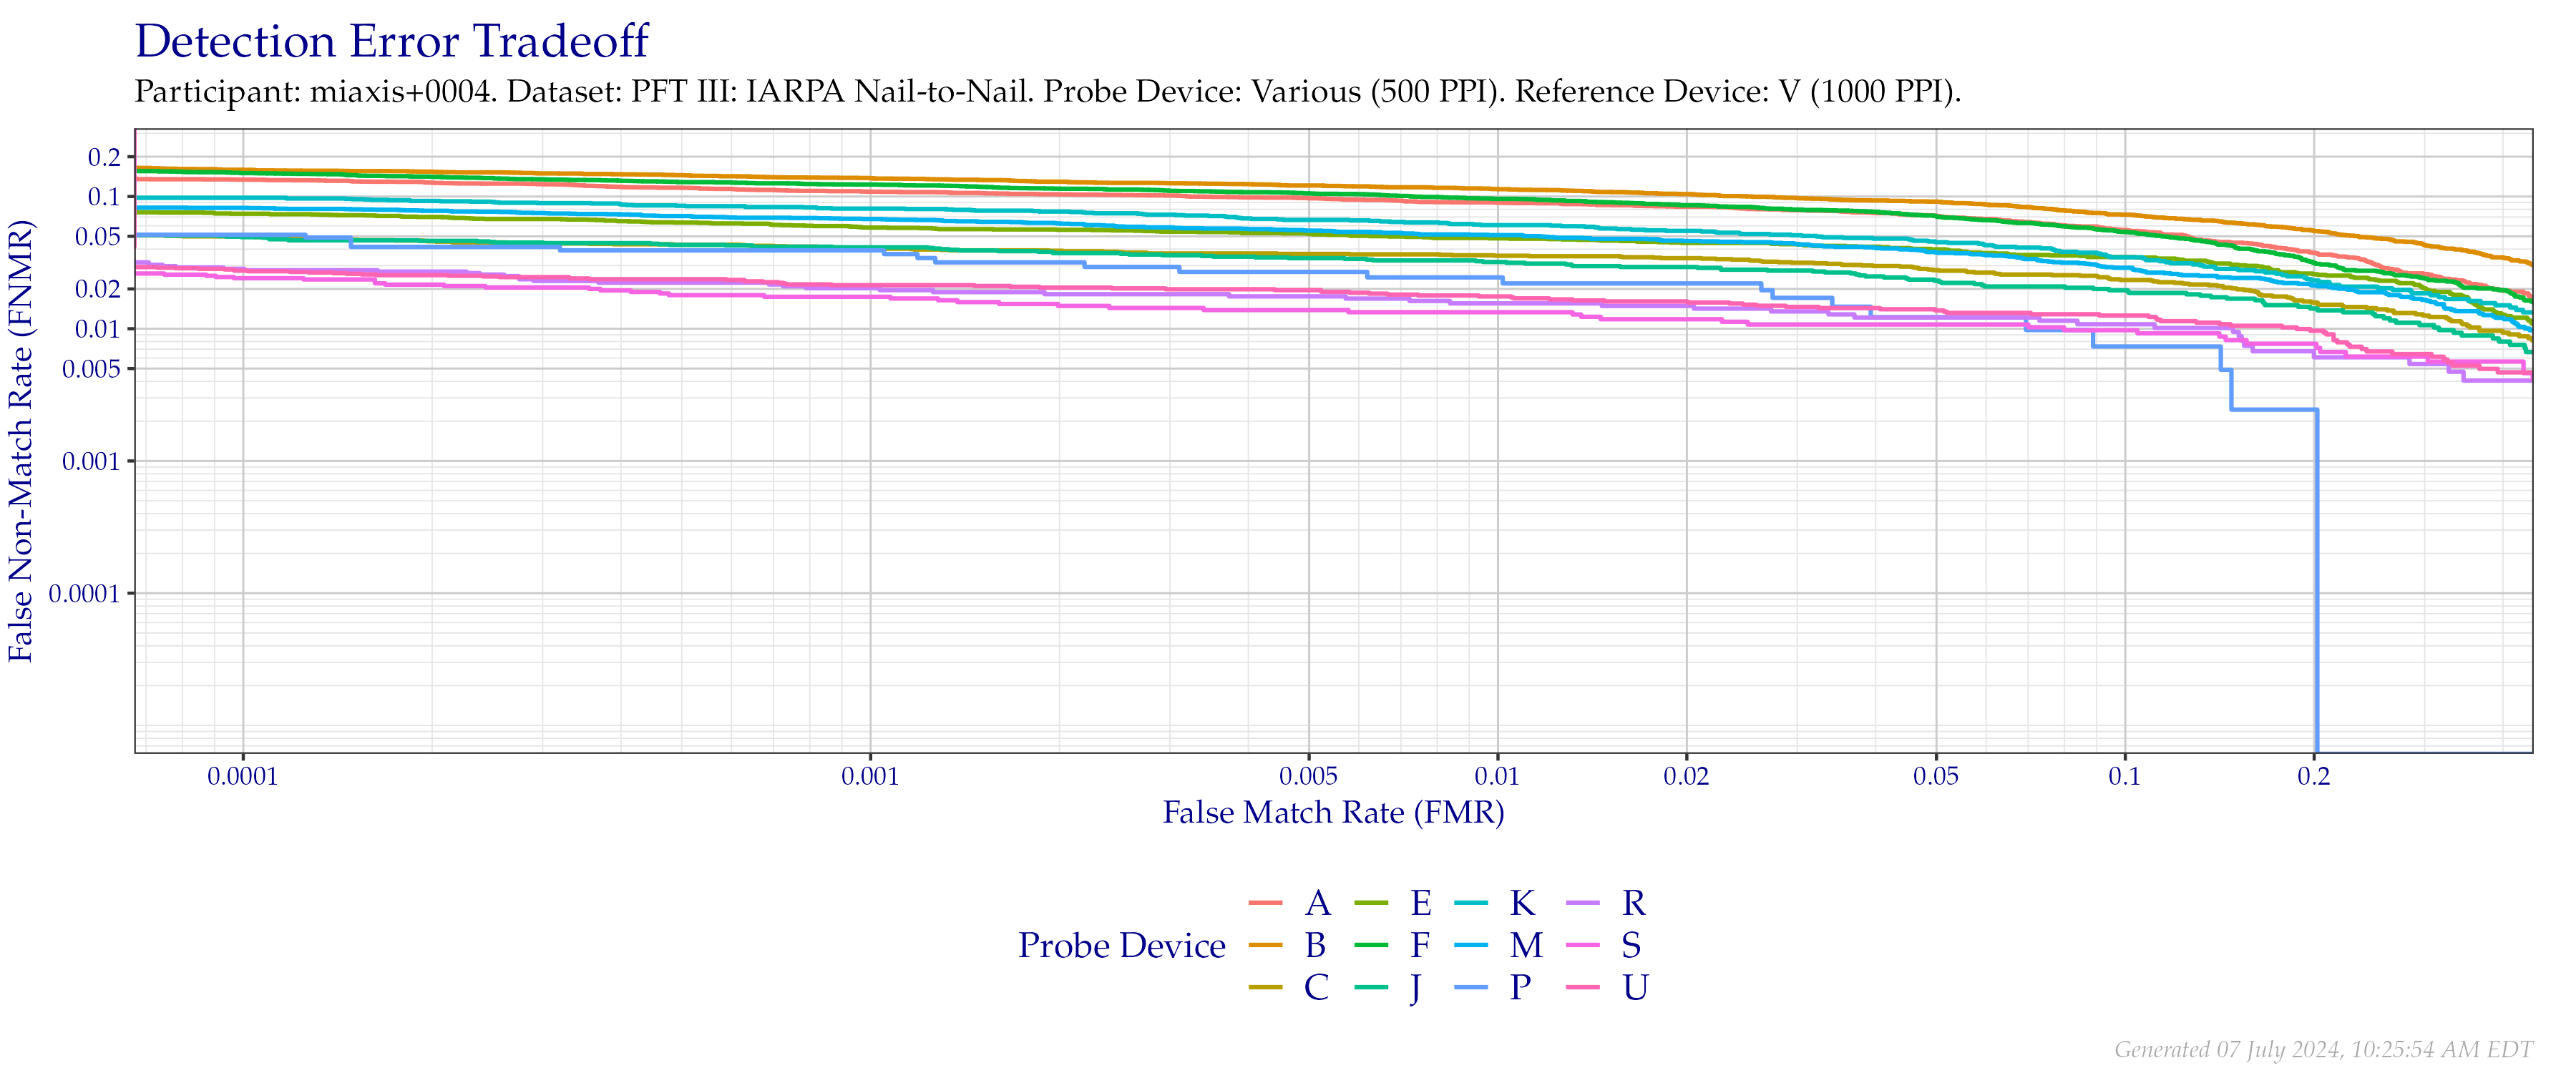 Detection Error Tradeoff
Participant: miaxis+0004. Dataset: PFT III: IARPA Nail-to-Nail. Probe Device: Various (500 PPI). Reference Device: V (1000 PPI).
False Non-Match Rate (FNMR)
0.2
0.1
0.05
0.02
0.01
0.005
0.001
0.0001
0.0001 0.001 0.005 0.01 0.02 0.05 0.1 0.2
False Match Rate (FMR)
A E K R
Probe Device B F M S
C J P U
Generated 07 July 2024, 10:25:54 AM EDT